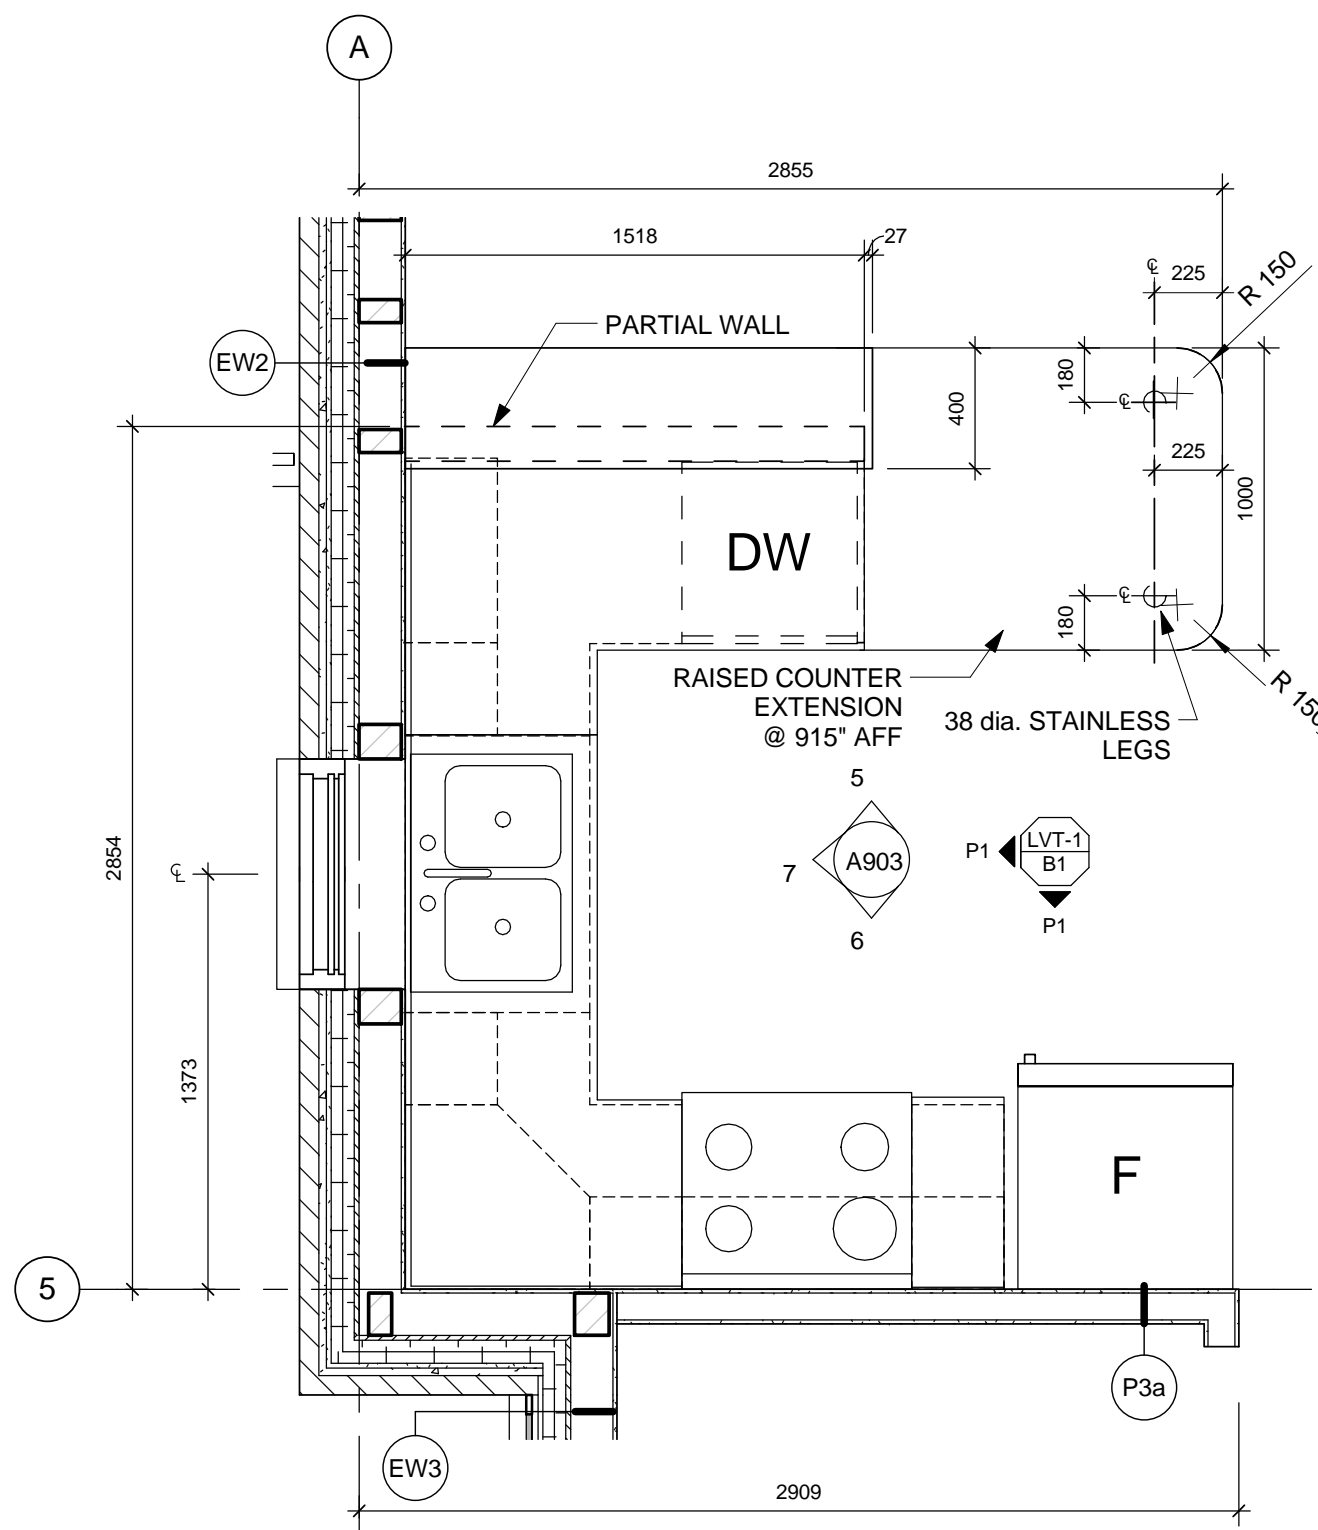 A
2855
1518
27
℄
225
R 150
PARTIAL WALL
EW2
180
400
℄
225
1000
DW
℄
180
RAISED COUNTER
EXTENSION
@ 915" AFF
38 dia. STAINLESS
LEGS
R 150
5
2854
℄
7
A903
P1
LVT-1
B1
6
P1
1373
F
5
P3a
EW3
2909